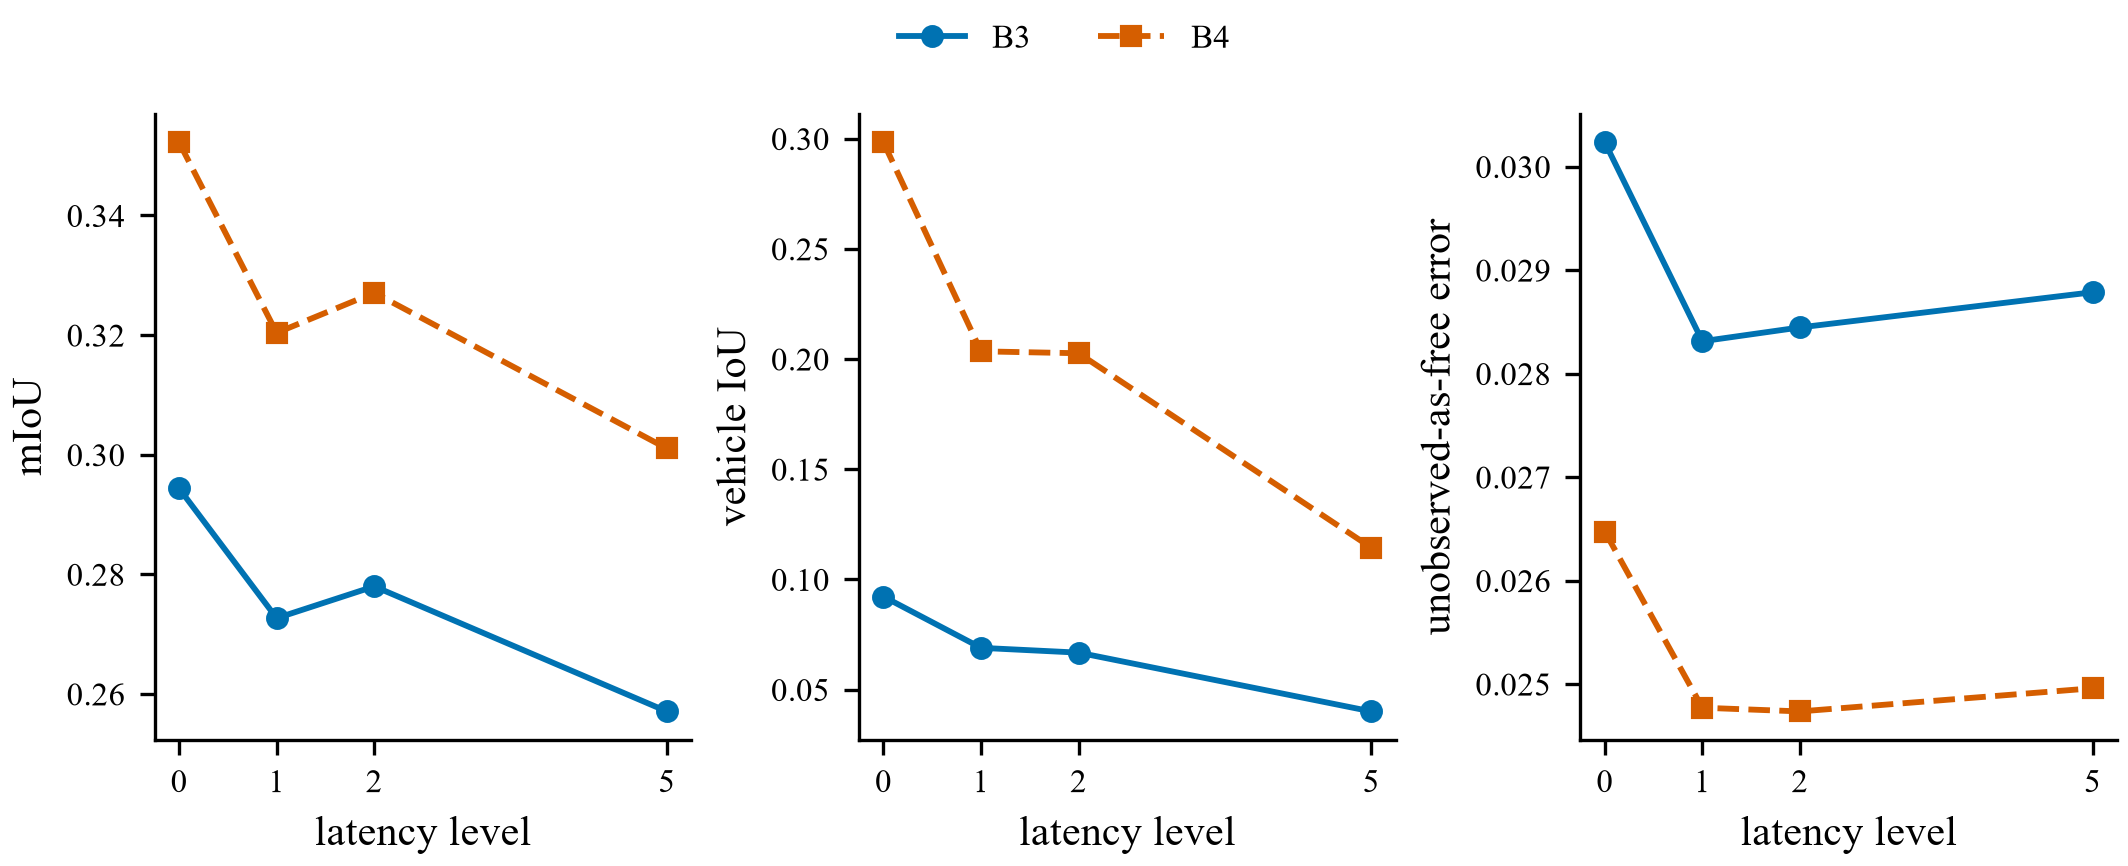 B3 B4
mIoU
0.34
0.32
0.30
0.28
0.26
0 1 2 5
latency level
vehicle IoU
0.30
0.25
0.20
0.15
0.10
0.05
0 1 2 5
latency level
unobserved-as-free error
0.030
0.029
0.028
0.027
0.026
0.025
0 1 2 5
latency level